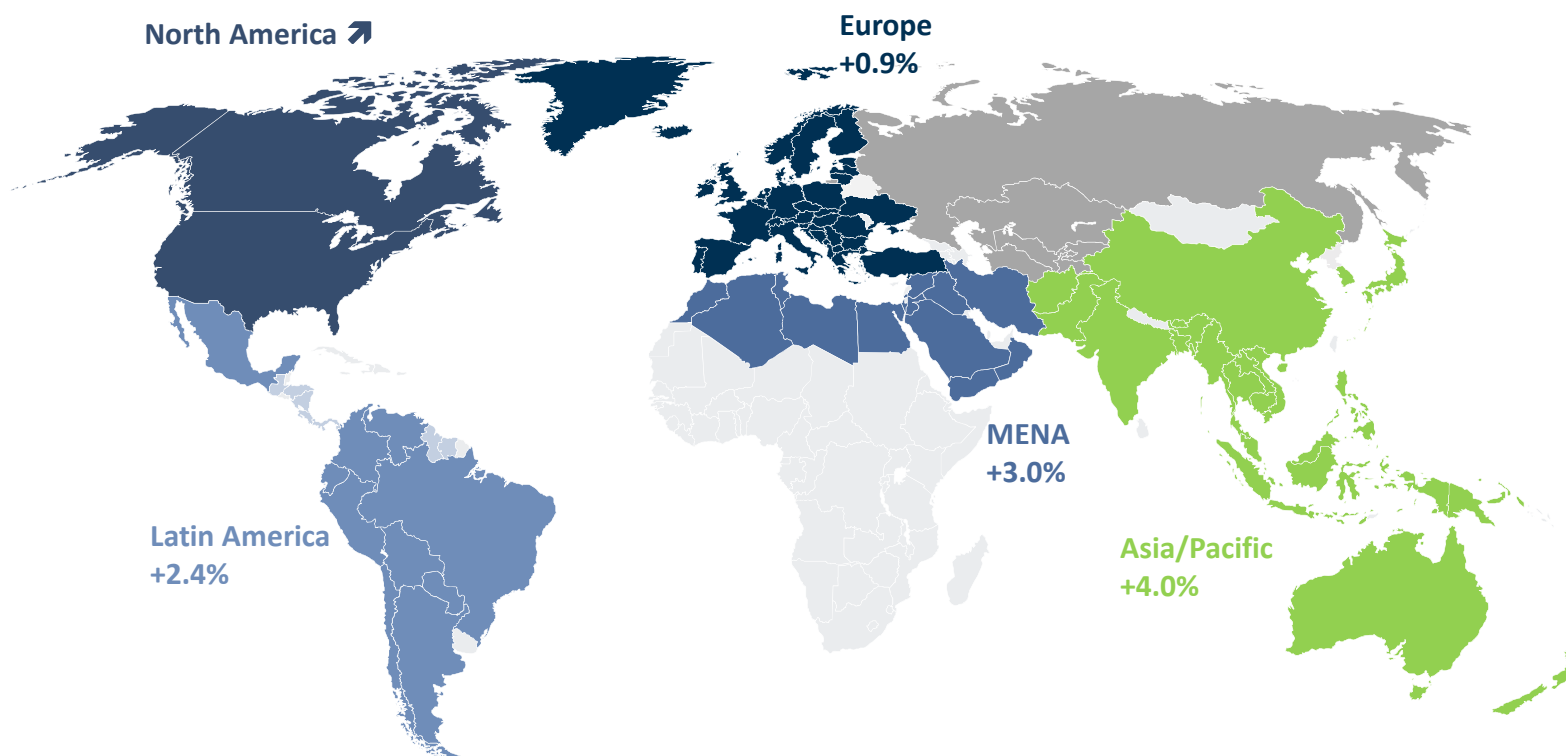 North America ↗
Europe
+0.9%
MENA
+3.0%
Latin America
+2.4%
Asia/Pacific
+4.0%